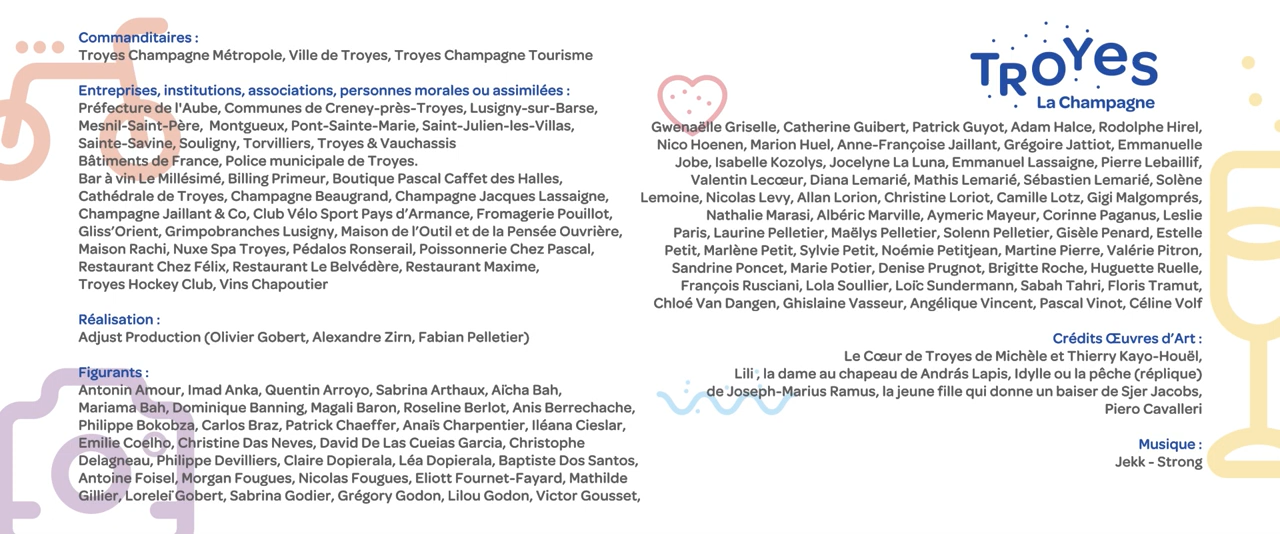 Commanditaires :
Troyes Champagne Métropole, Ville de Troyes, Troyes Champagne Tourisme
Entreprises, institutions, associations, personnes morales ou assimilées :
Préfecture de l'Aube, Communes de Creney-près-Troyes, Lusigny-sur-Barse,
Mesnil-Saint-Père, Montgueux, Pont-Sainte-Marie, Saint-Julien-les-Villas,
Sainte-Savine, Souligny, Torvilliers, Troyes & Vauchassis
Bâtiments de France, Police municipale de Troyes.
Bar à vin Le Millésimé, Billing Primeur, Boutique Pascal Caffet des Halles,
Cathédrale de Troyes, Champagne Beaugrand, Champagne Jacques Lassaigne,
Champagne Jaillant & Co, Club Vélo Sport Pays d’Armance, Fromagerie Pouillot,
Gliss’Orient, Grimpobranches Lusigny, Maison de l’Outil et de la Pensée Ouvrière,
Maison Rachi, Nuxe Spa Troyes, Pédalos Ronserail, Poissonnerie Chez Pascal,
Restaurant Chez Félix, Restaurant Le Belvédère, Restaurant Maxime,
Troyes Hockey Club, Vins Chapoutier
Réalisation :
Adjust Production (Olivier Gobert, Alexandre Zirn, Fabian Pelletier)
Figurants :
Antonin Amour, Imad Anka, Quentin Arroyo, Sabrina Arthaux, Aïcha Bah,
Mariama Bah, Dominique Banning, Magali Baron, Roseline Berlot, Anis Berrechache,
Philippe Bokobza, Carlos Braz, Patrick Chaeffer, Anaïs Charpentier, Iléana Cieslar,
Emilie Coelho, Christine Das Neves, David De Las Cueias Garcia, Christophe
Delagneau, Philippe Devilliers, Claire Dopierala, Léa Dopierala, Baptiste Dos Santos,
Antoine Foisel, Morgan Fougues, Nicolas Fougues, Eliott Fournet-Fayard, Mathilde
Gillier, Loreleï Gobert, Sabrina Godier, Grégory Godon, Lilou Godon, Victor Gousset,
TROYES
La Champagne
Gwenaëlle Griselle, Catherine Guibert, Patrick Guyot, Adam Halce, Rodolphe Hirel,
Nico Hoenen, Marion Huel, Anne-Françoise Jaillant, Grégoire Jattiot, Emmanuelle
Jobe, Isabelle Kozolys, Jocelyne La Luna, Emmanuel Lassaigne, Pierre Lebaillif,
Valentin Lecœur, Diana Lemarié, Mathis Lemarié, Sébastien Lemarié, Solène
Lemoine, Nicolas Levy, Allan Lorion, Christine Loriot, Camille Lotz, Gigi Malgomprés,
Nathalie Marasi, Albéric Marville, Aymeric Mayeur, Corinne Paganus, Leslie
Paris, Laurine Pelletier, Maëlys Pelletier, Solenn Pelletier, Gisèle Penard, Estelle
Petit, Marlène Petit, Sylvie Petit, Noémie Petitjean, Martine Pierre, Valérie Pitron,
Sandrine Poncet, Marie Potier, Denise Prugnot, Brigitte Roche, Huguette Ruelle,
François Rusciani, Lola Soullier, Loïc Sundermann, Sabah Tahri, Floris Tramut,
Chloé Van Dangen, Ghislaine Vasseur, Angélique Vincent, Pascal Vinot, Céline Volf
Crédits Œuvres d’Art :
Le Cœur de Troyes de Michèle et Thierry Kayo-Houël,
Lili , la dame au chapeau de András Lapis, Idylle ou la pêche (réplique)
de Joseph-Marius Ramus, la jeune fille qui donne un baiser de Sjer Jacobs,
Piero Cavalleri
Musique :
Jekk - Strong